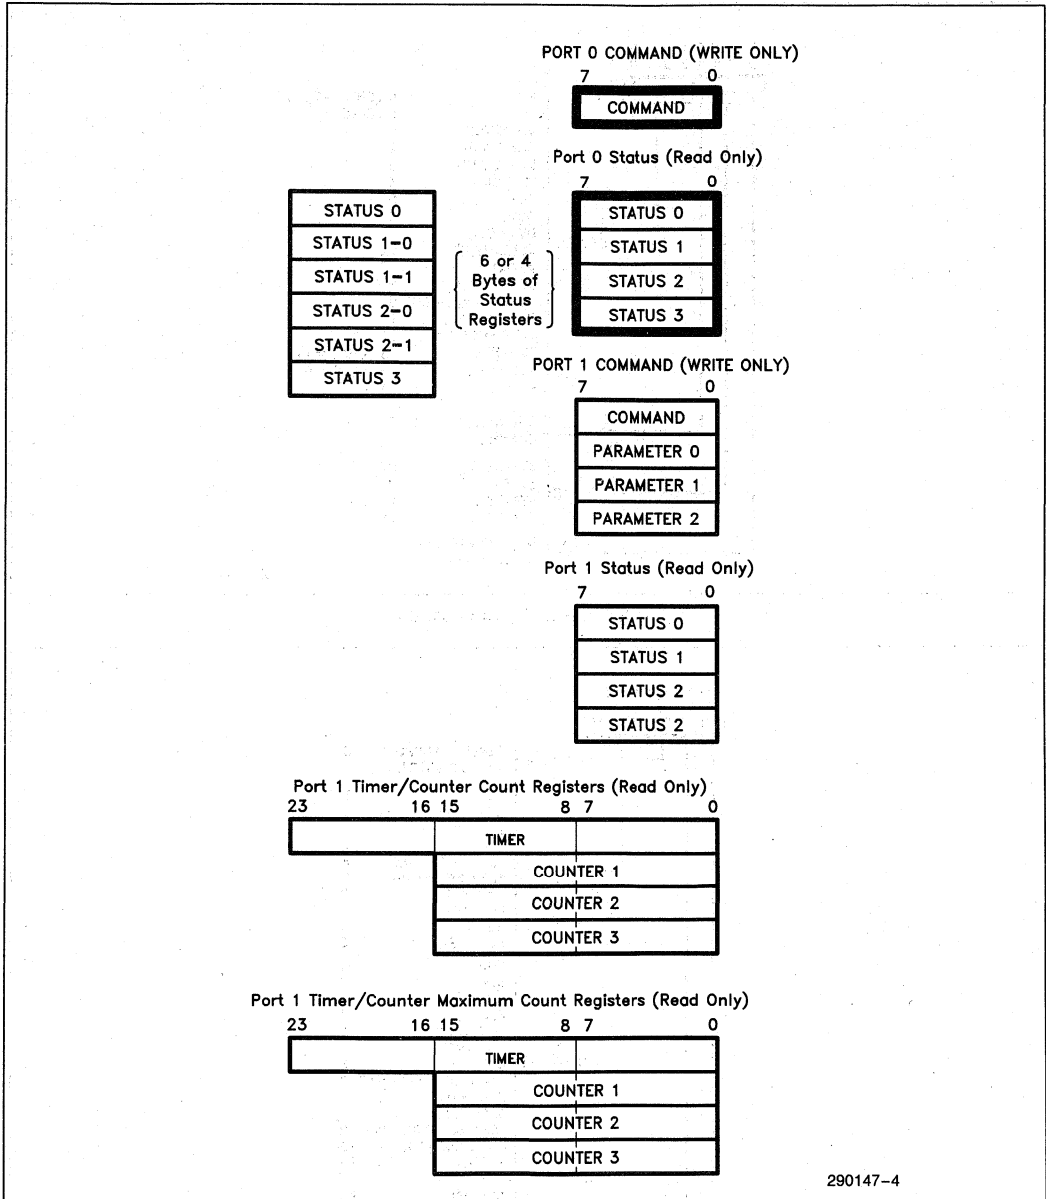 PORT 0 COMMAND (WRITE ONLY)
7 0
COMMAND
Port 0 Status (Read Only)
7 0
STATUS 0
STATUS 1-0
STATUS 1-1
STATUS 2-0
STATUS 2-1
STATUS 3
6 or 4
Bytes of
Status
Registers
STATUS 0
STATUS 1
STATUS 2
STATUS 3
PORT 1 COMMAND (WRITE ONLY)
7 0
COMMAND
PARAMETER 0
PARAMETER 1
PARAMETER 2
Port 1 Status (Read Only)
7 0
STATUS 0
STATUS 1
STATUS 2
STATUS 2
Port 1 Timer/Counter Count Registers (Read Only)
23 16 15 8 7 0
TIMER
COUNTER 1
COUNTER 2
COUNTER 3
Port 1 Timer/Counter Maximum Count Registers (Read Only)
23 16 15 8 7 0
TIMER
COUNTER 1
COUNTER 2
COUNTER 3
290147-4